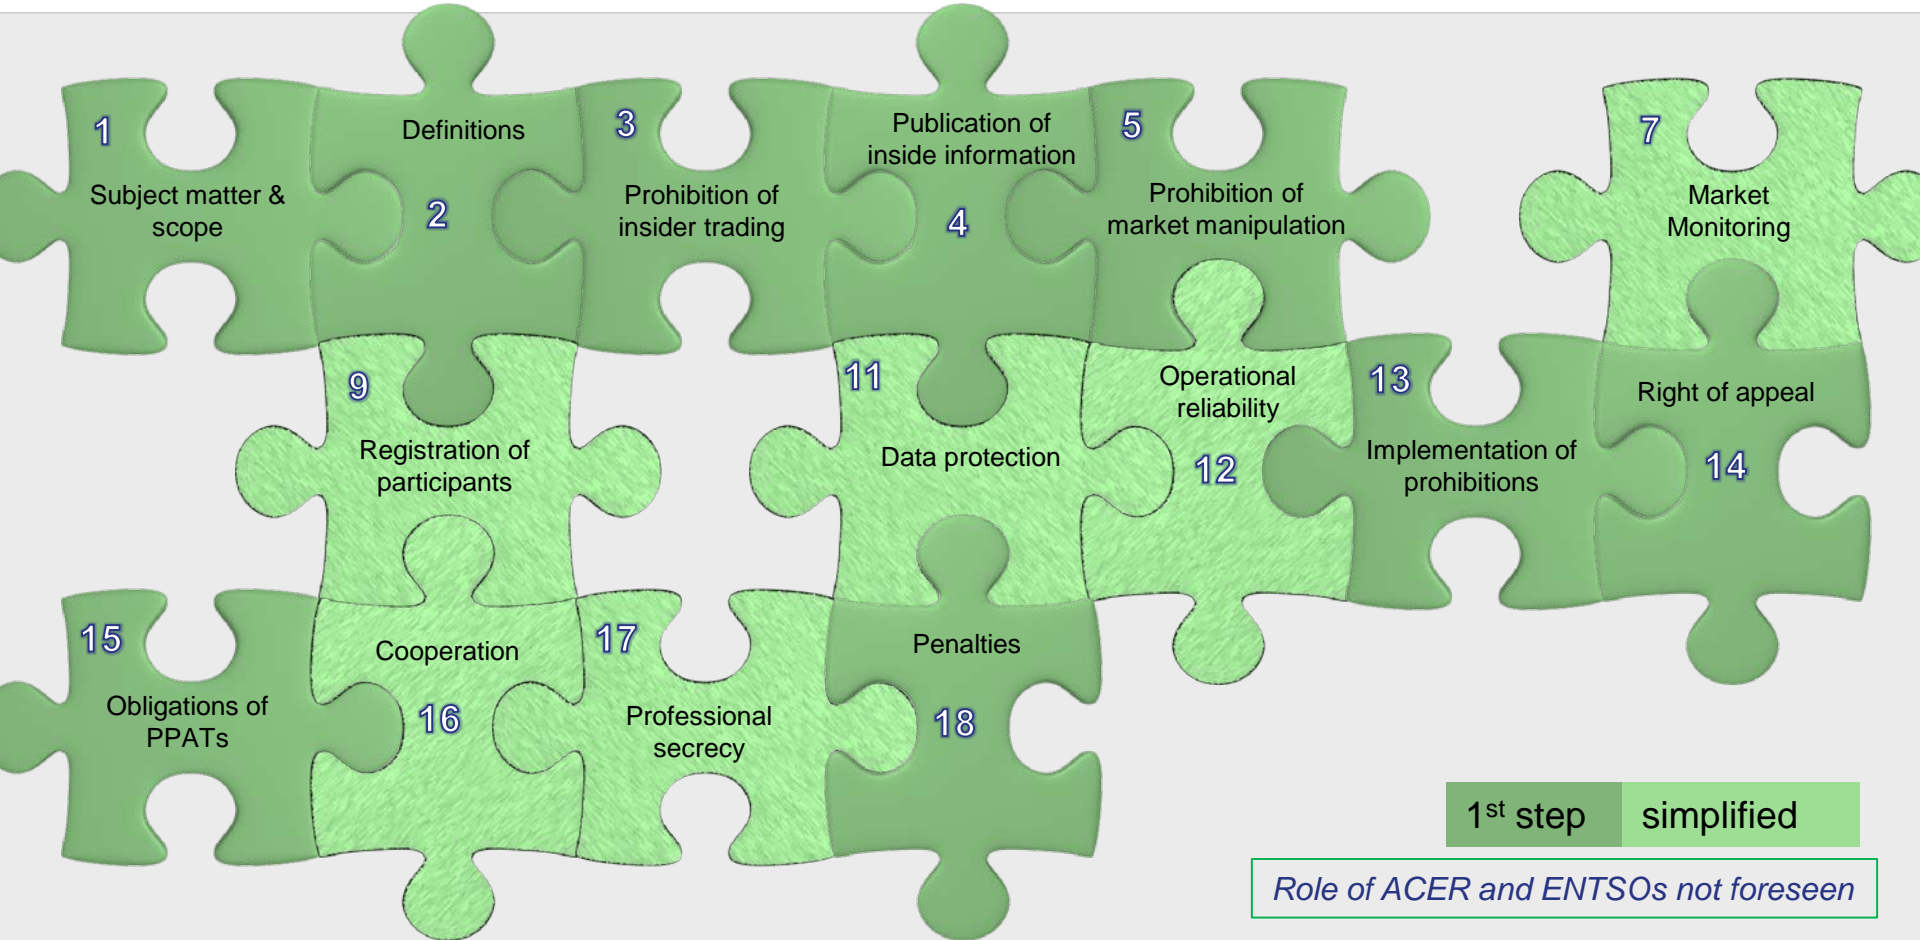 1
Subject matter &
scope
Definitions
2
3
Prohibition of
insider trading
Publication of
inside information
4
5
Prohibition of
market manipulation
7
Market
Monitoring
9
Registration of
participants
11
Data protection
Operational
reliability
12
13
Implementation of
prohibitions
Right of appeal
14
15
Obligations of
PPATs
Cooperation
16
17
Professional
secrecy
Penalties
18
1st step
simplified
Role of ACER and ENTSOs not foreseen